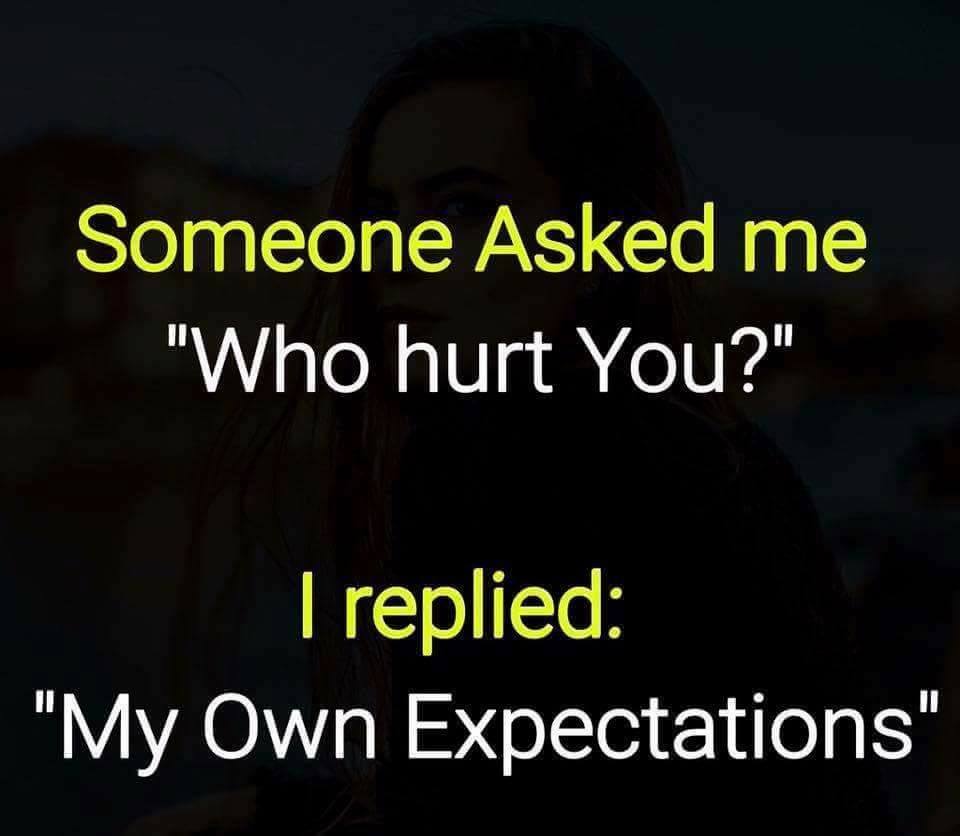 Someone Asked me
"Who hurt You?"
I replied:
"My Own Expectations"